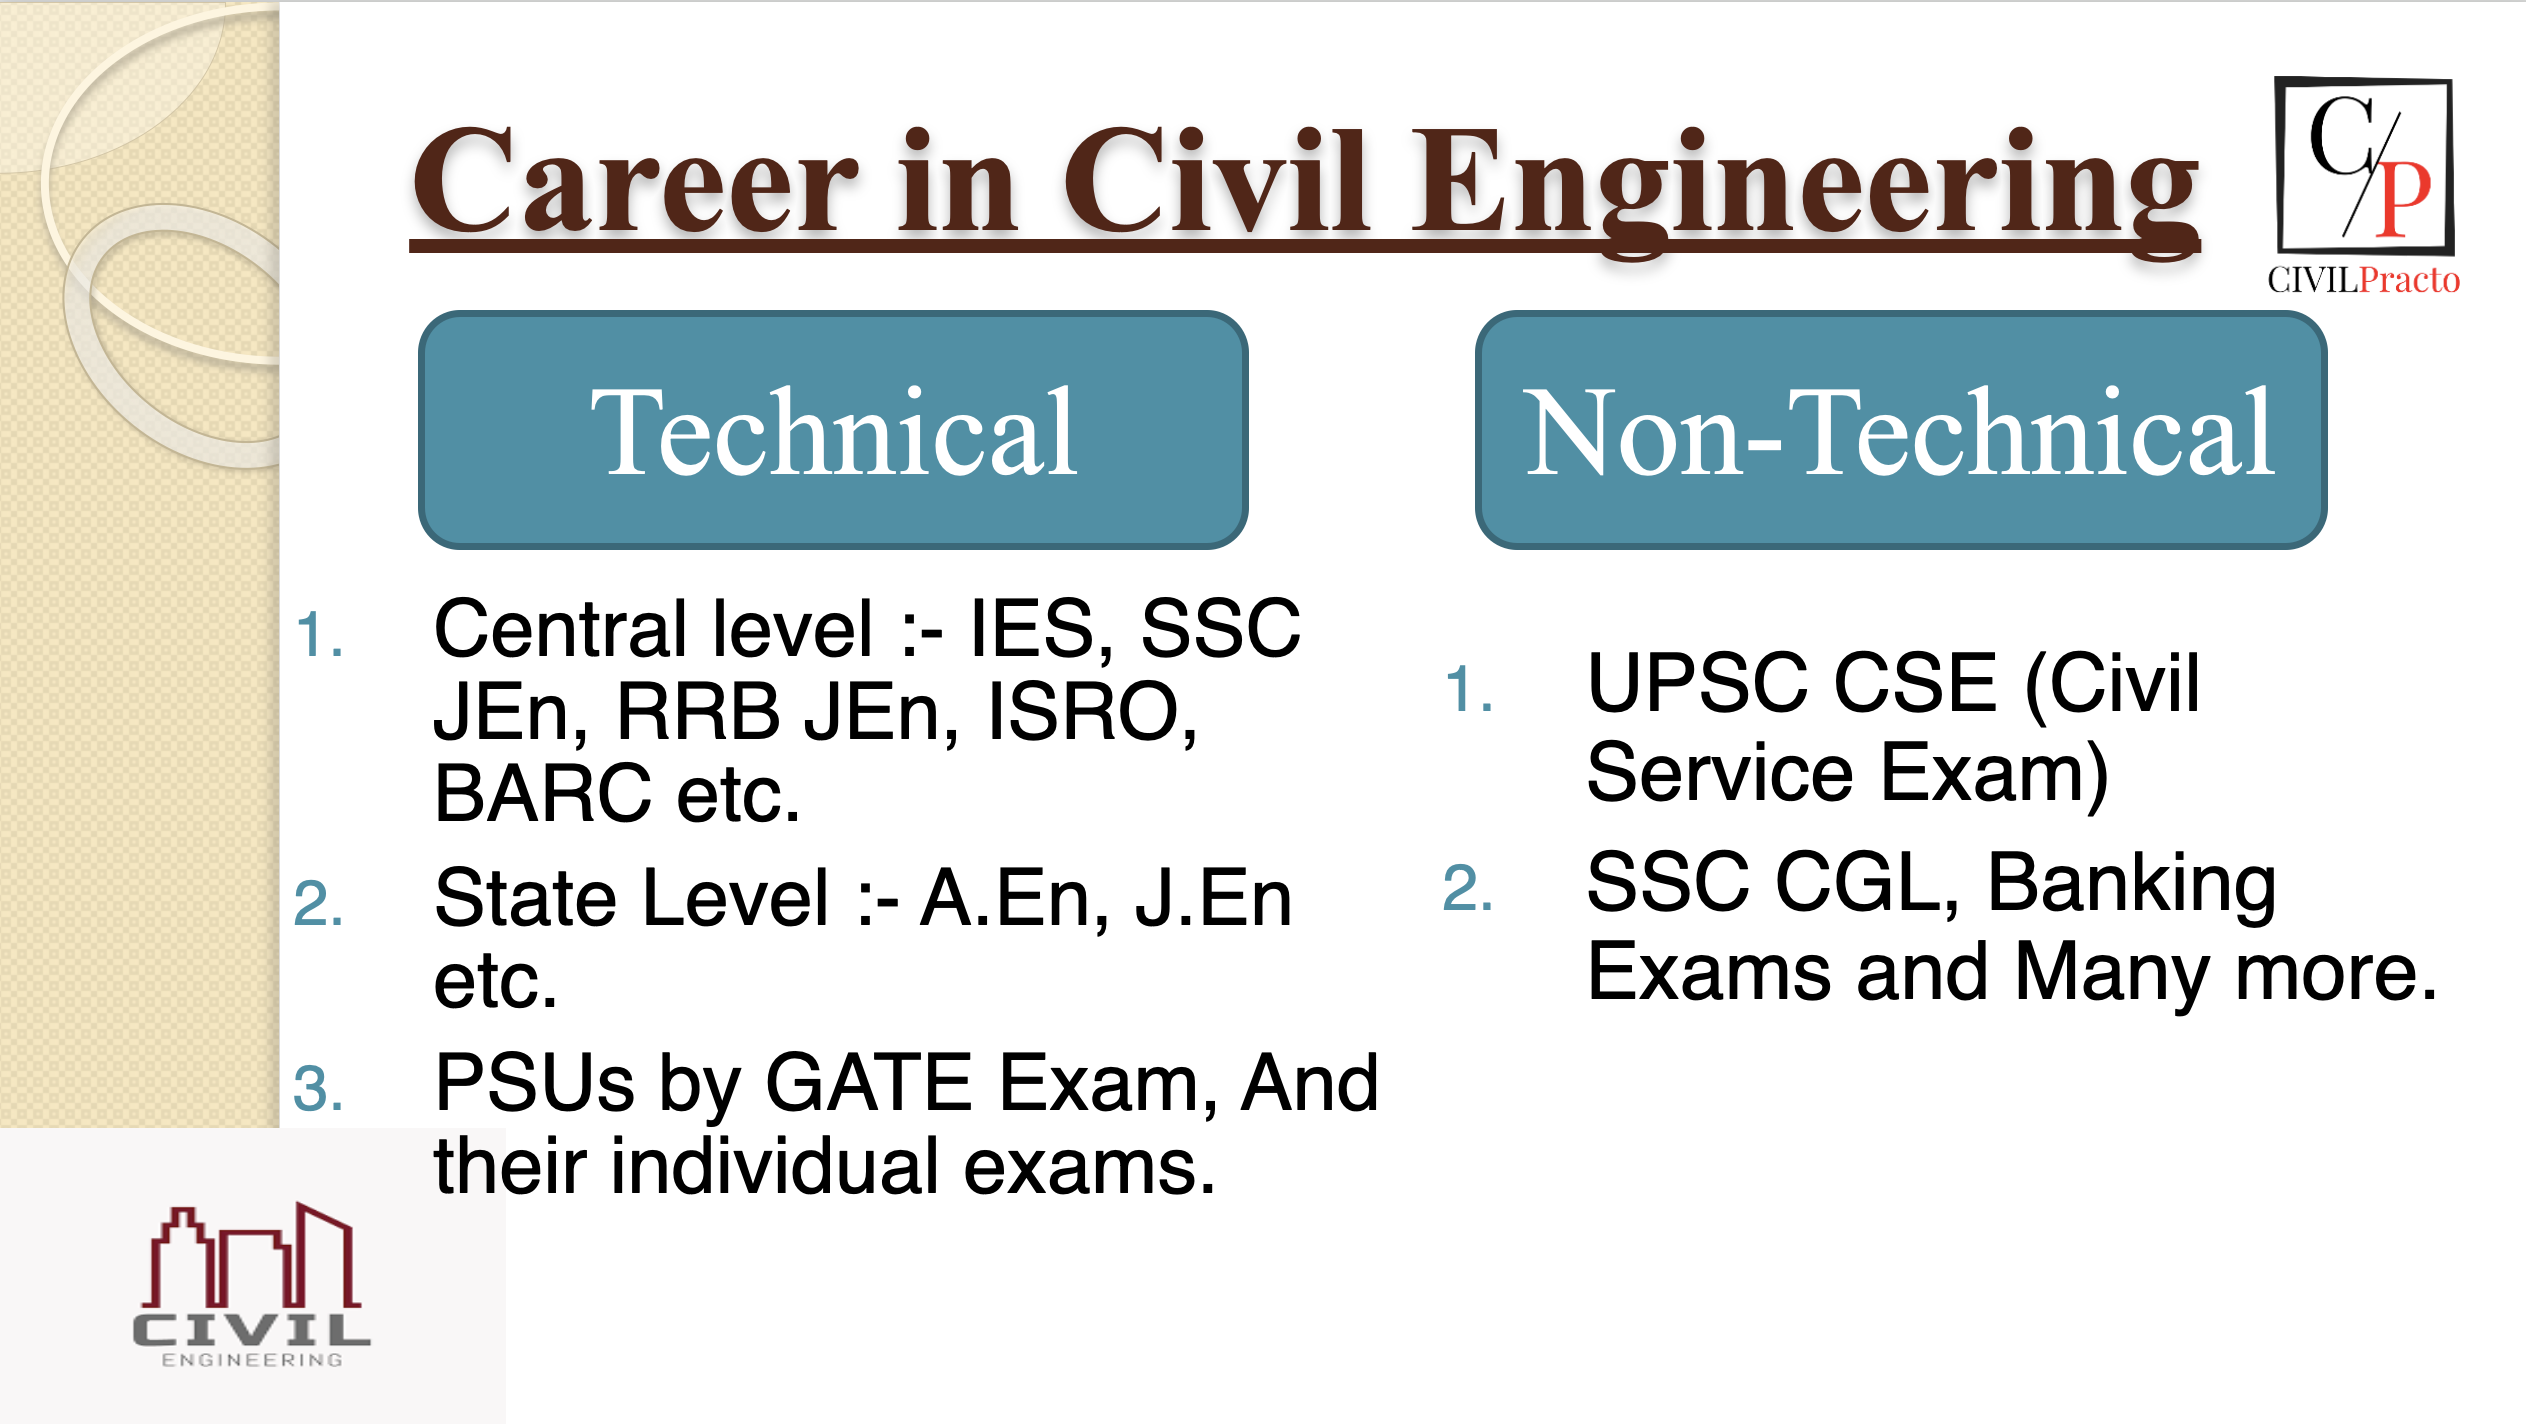 Career in Civil Engineering
C/P
CIVILPracto
Technical
Non-Technical
1. Central level :- IES, SSC
JEn, RRB JEn, ISRO,
BARC etc.
2. State Level :- A.En, J.En
etc.
3. PSUs by GATE Exam, And
their individual exams.
1. UPSC CSE (Civil
Service Exam)
2. SSC CGL, Banking
Exams and Many more.
CIVIL
ENGINEERING